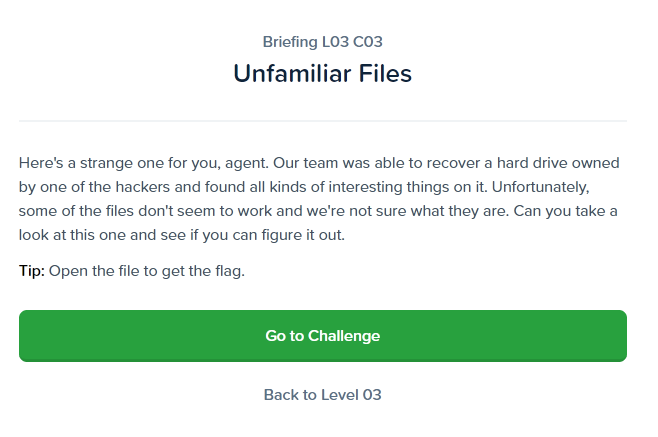 Briefing L03 C03
Unfamiliar Files
Here's a strange one for you, agent. Our team was able to recover a hard drive owned
by one of the hackers and found all kinds of interesting things on it. Unfortunately,
some of the files don't seem to work and we're not sure what they are. Can you take a
look at this one and see if you can figure it out.
Tip: Open the file to get the flag.
Go to Challenge
Back to Level 03